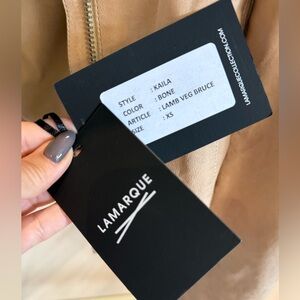 STYLE : KAILA
COLOR : BONE
ARTICLE : LAMB VEG BRUCE
SIZE : XS
LAMARQUECOLLECTION.COM
LAMARQUE